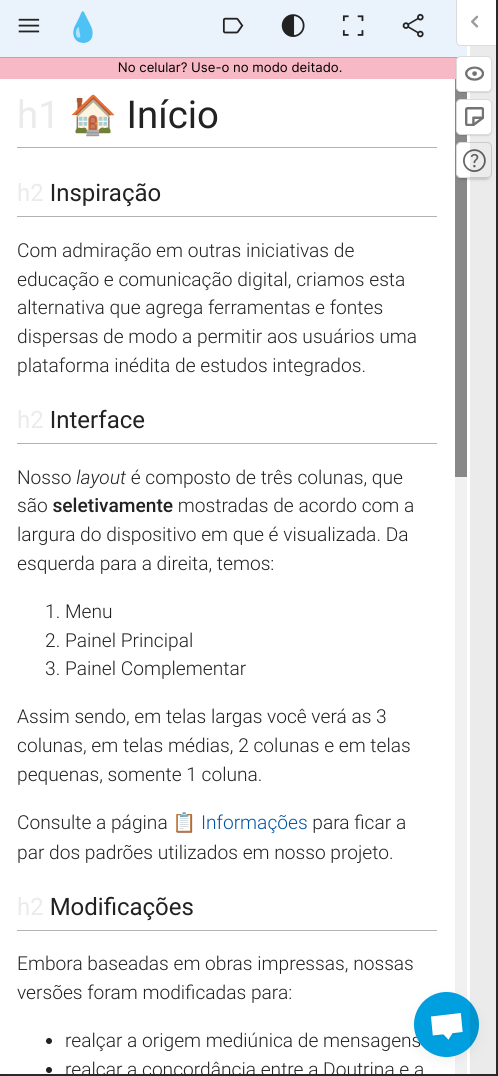 No celular? Use-o no modo deitado.
h1 🏠 Início
h2 Inspiração
Com admiração em outras iniciativas de
educação e comunicação digital, criamos esta
alternativa que agrega ferramentas e fontes
dispersas de modo a permitir aos usuários uma
plataforma inédita de estudos integrados.
h2 Interface
Nosso layout é composto de três colunas, que
são seletivamente mostradas de acordo com a
largura do dispositivo em que é visualizada. Da
esquerda para a direita, temos:
1. Menu
2. Painel Principal
3. Painel Complementar
Assim sendo, em telas largas você verá as 3
colunas, em telas médias, 2 colunas e em telas
pequenas, somente 1 coluna.
Consulte a página 📋 Informações para ficar a
par dos padrões utilizados em nosso projeto.
h2 Modificações
Embora baseadas em obras impressas, nossas
versões foram modificadas para:
• realçar a origem mediúnica de mensagens
• realçar a concordância entre a Doutrina e a